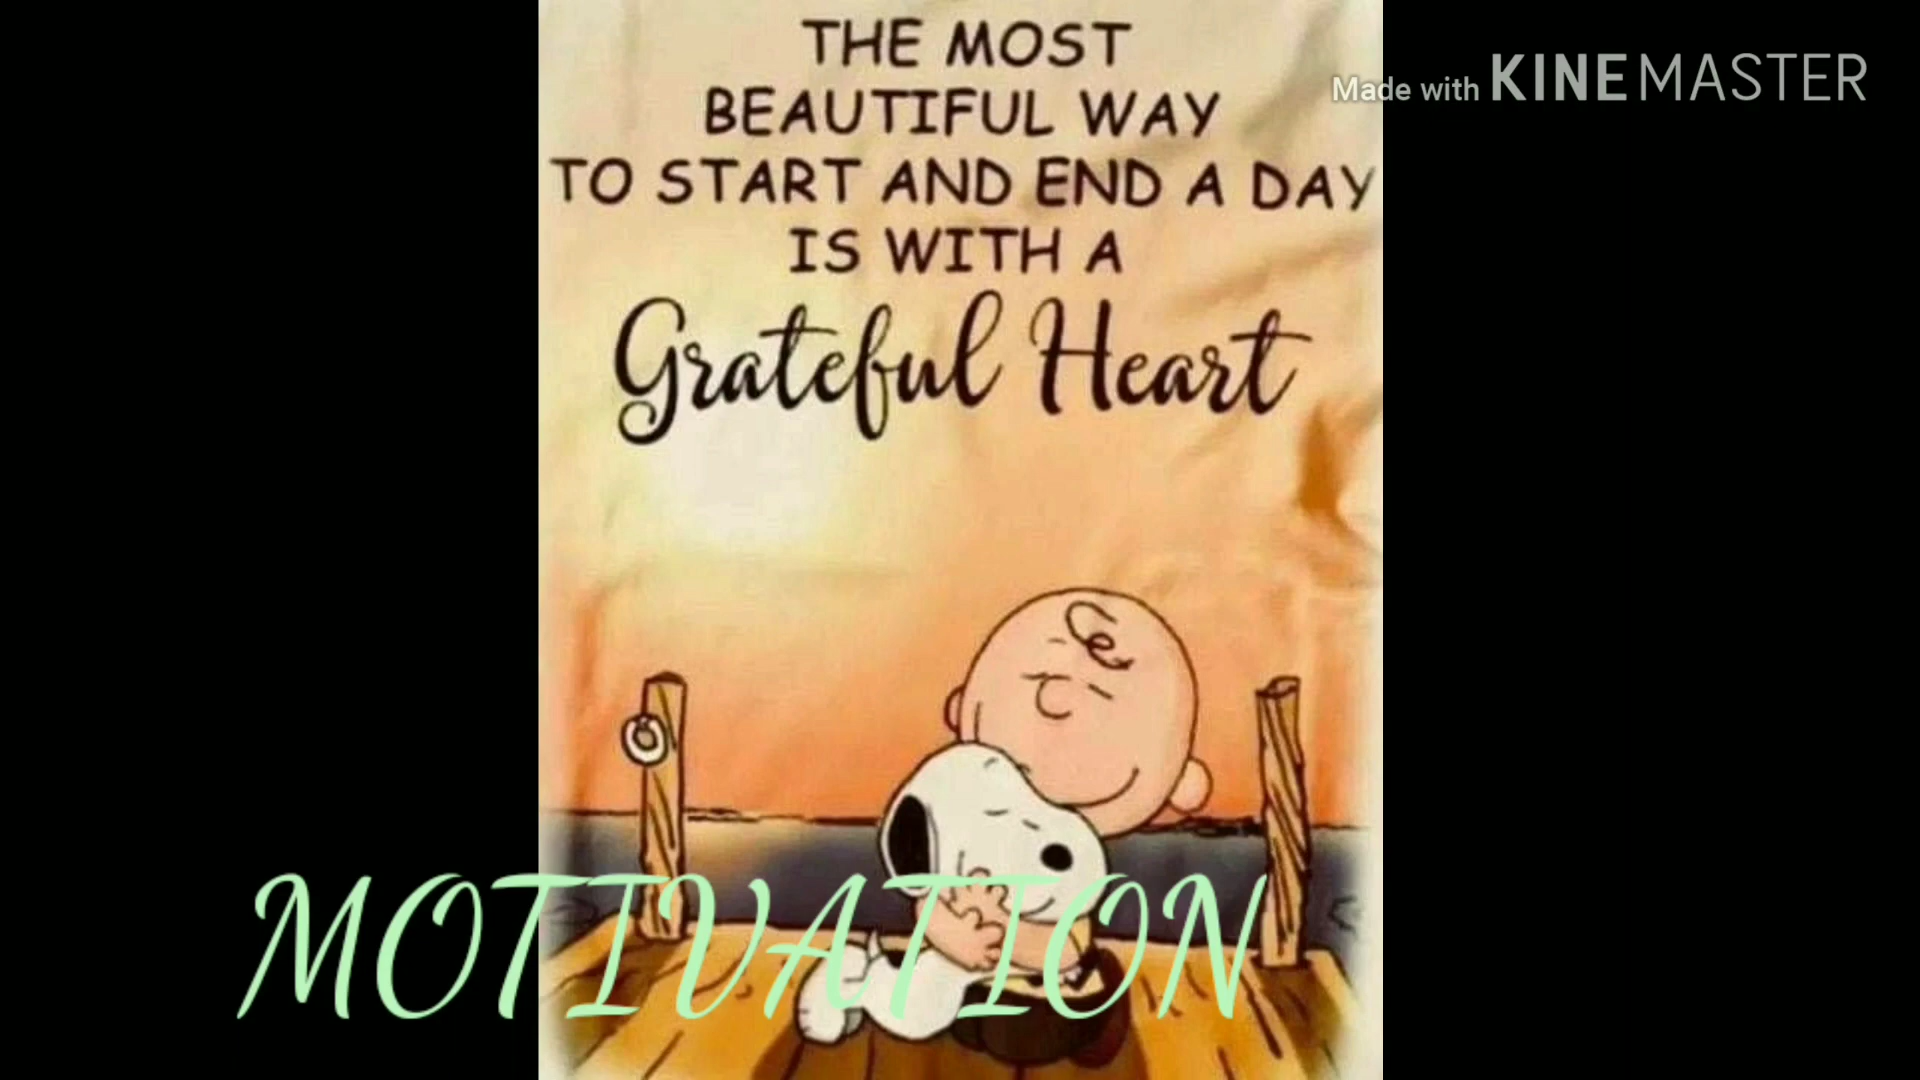 THE MOST
BEAUTIFUL WAY
TO START AND END A DAY
IS WITH A
Grateful Heart
Made with KINEMASTER
MOTIVATION